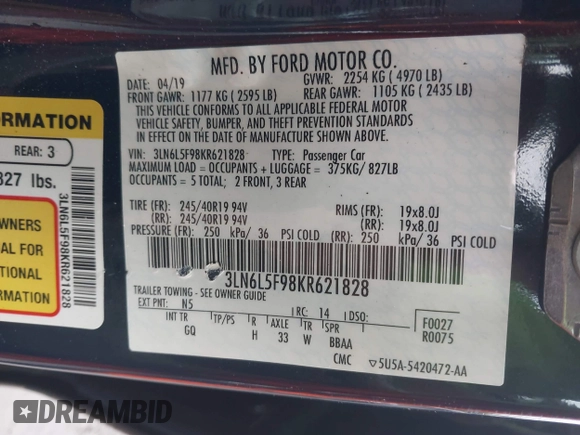 MFD. BY FORD MOTOR CO.
DATE: 04/19 GVWR: 2254 KG ( 4970 LB)
FRONT GAWR: 1177 KG ( 2595 LB) REAR GAWR: 1105 KG ( 2435 LB)
THIS VEHICLE CONFORMS TO ALL APPLICABLE FEDERAL MOTOR
VEHICLE SAFETY, BUMPER, AND THEFT PREVENTION STANDARDS
IN EFFECT ON THE DATE OF MANUFACTURE SHOWN ABOVE.
VIN: 3LN6L5F98KR621828 TYPE: Passenger Car
MAXIMUM LOAD = OCCUPANTS + LUGGAGE = 375KG/ 827LB
OCCUPANTS = 5 TOTAL; 2 FRONT, 3 REAR
TIRE (FR): 245/40R19 94V RIMS (FR): 19x8.0J
(RR): 245/40R19 94V (RR): 19x8.0J
PRESSURE (FR): 250 kPa/ 36 PSI COLD (RR): 250 kPa/ 36 PSI COLD
3LN6L5F98KR621828
TRAILER TOWING - SEE OWNER GUIDE
EXT PNT: N5 RC: 14 DSO:
INT TR TP/PS R AXLE TR SPR
GQ H 33 W BBAA
F0027
R0075
CMC 5U5A-5420472-AA
ORMATION
REAR: 3
827 lbs.
OWNERS
AL FOR
TIONAL
MATION
3LN6L5F98KR621828
DREAMBID